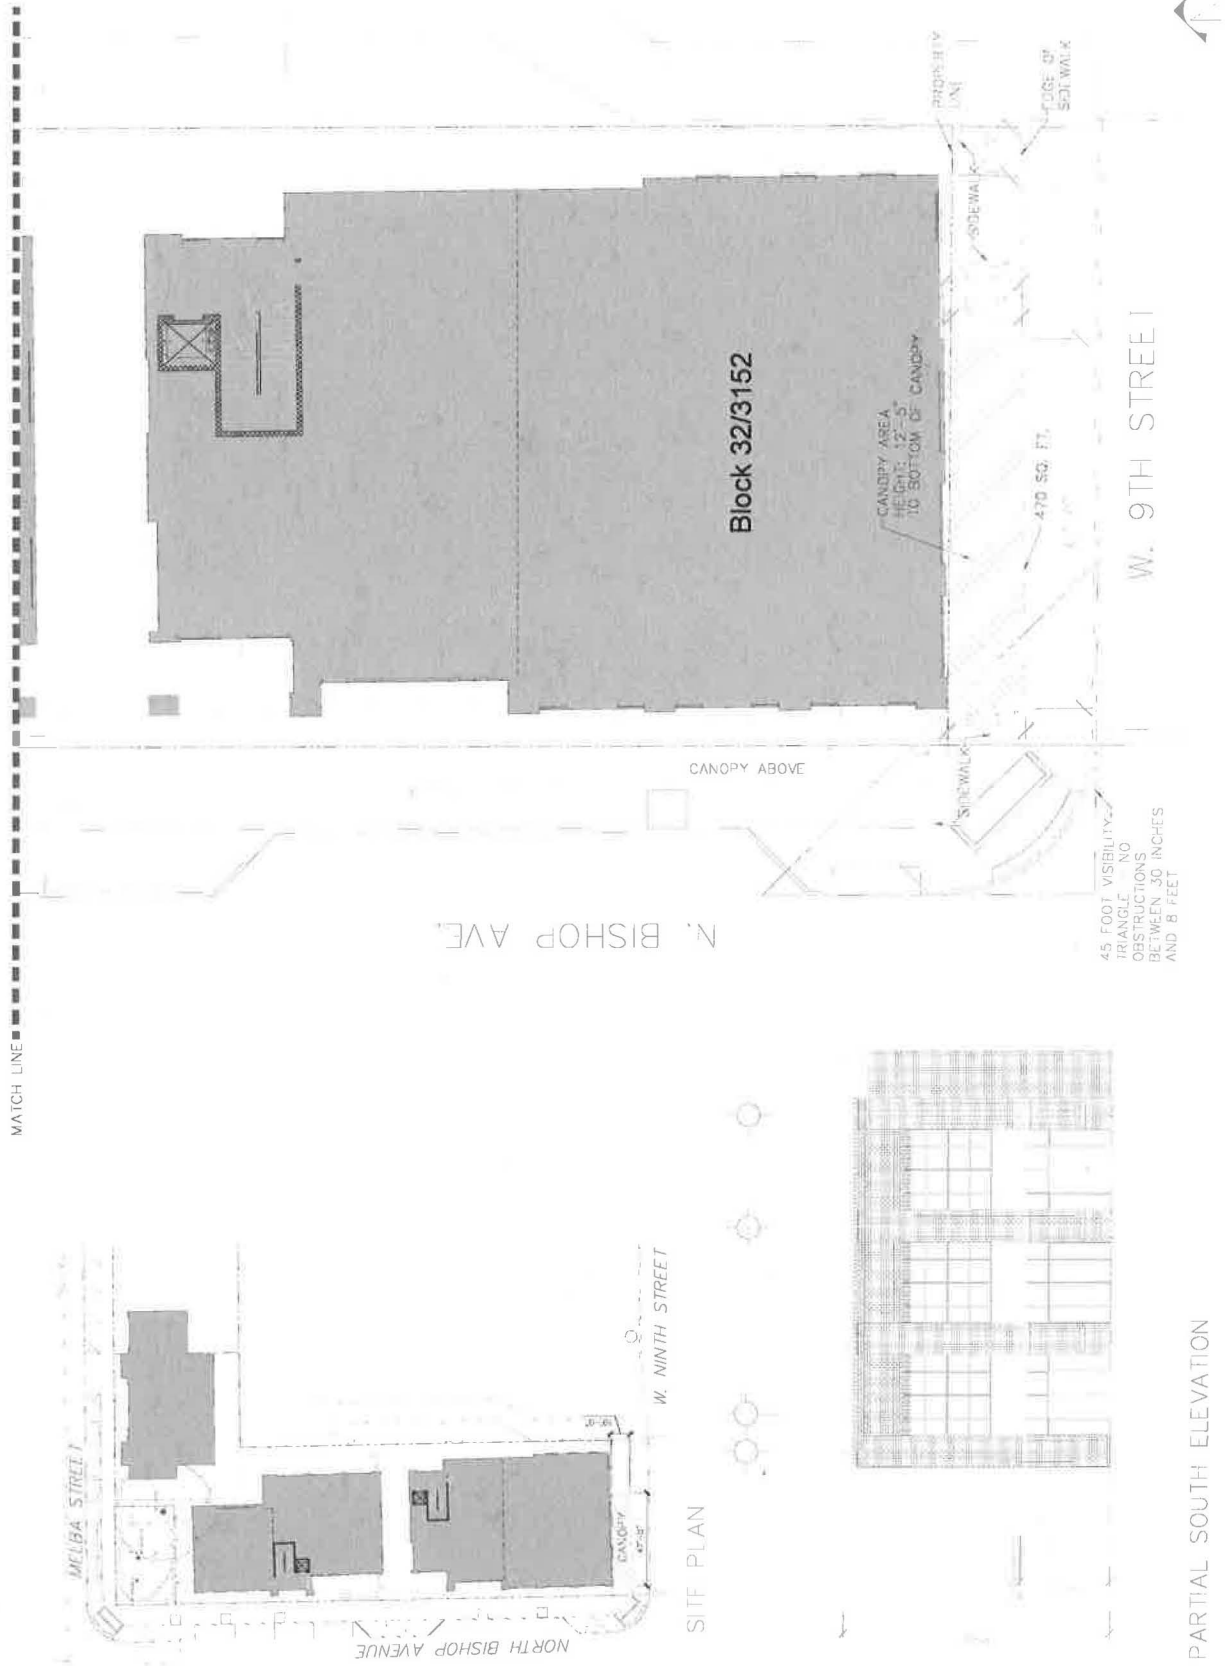 MATCH LINE
PROPERTY
LINE
EDGE OF
SIDEWALK
SIDEWALK
Block 32/3152
CANOPY AREA
HEIGHT: 12'-5"
TO BOTTOM OF CANOPY
470 SQ. FT.
W. 9TH STREET
CANOPY ABOVE
SIDEWALK
N. BISHOP AVE.
45 FOOT VISIBILITY
TRIANGLE NO
OBSTRUCTIONS
BETWEEN 30 INCHES
AND 8 FEET
MELBA STREET
W. NINTH STREET
CANOPY
NORTH BISHOP AVENUE
SITE PLAN
PARTIAL SOUTH ELEVATION